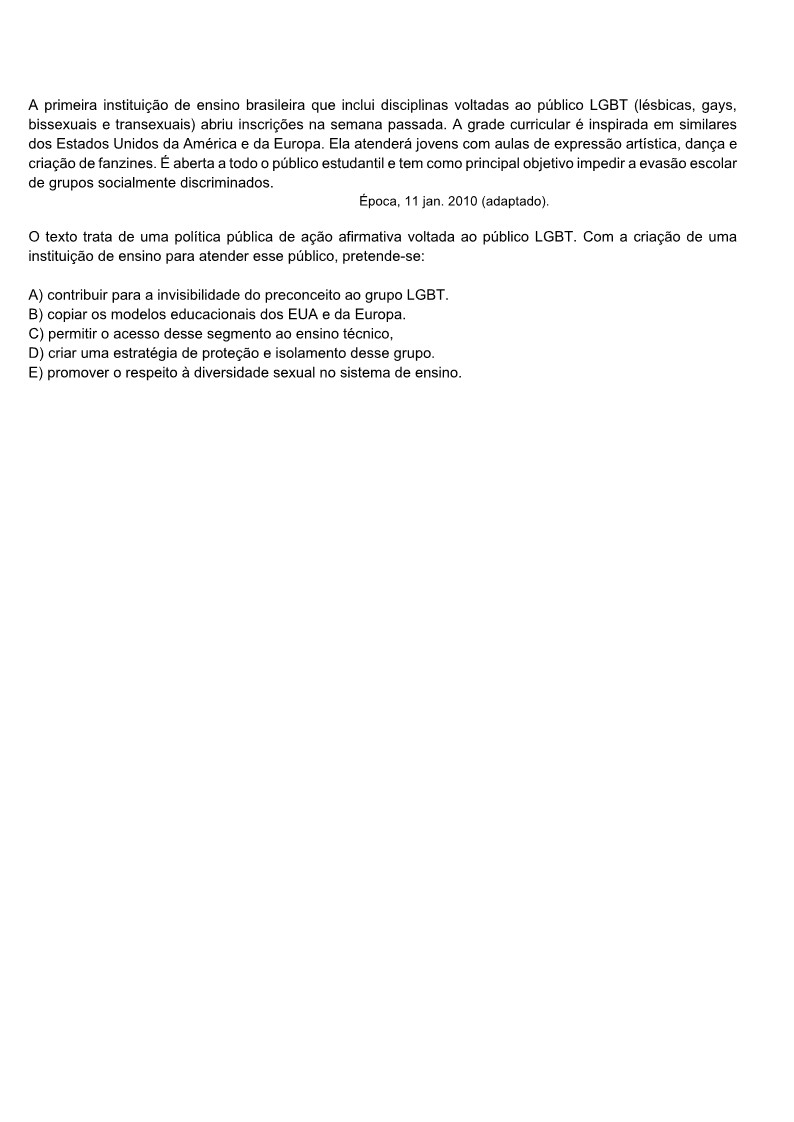 A primeira instituição de ensino brasileira que inclui disciplinas voltadas ao público LGBT (lésbicas, gays,
bissexuais e transexuais) abriu inscrições na semana passada. A grade curricular é inspirada em similares
dos Estados Unidos da América e da Europa. Ela atenderá jovens com aulas de expressão artística, dança e
criação de fanzines. É aberta a todo o público estudantil e tem como principal objetivo impedir a evasão escolar
de grupos socialmente discriminados.
Época, 11 jan. 2010 (adaptado).
O texto trata de uma política pública de ação afirmativa voltada ao público LGBT. Com a criação de uma
instituição de ensino para atender esse público, pretende-se:
A) contribuir para a invisibilidade do preconceito ao grupo LGBT.
B) copiar os modelos educacionais dos EUA e da Europa.
C) permitir o acesso desse segmento ao ensino técnico,
D) criar uma estratégia de proteção e isolamento desse grupo.
E) promover o respeito à diversidade sexual no sistema de ensino.